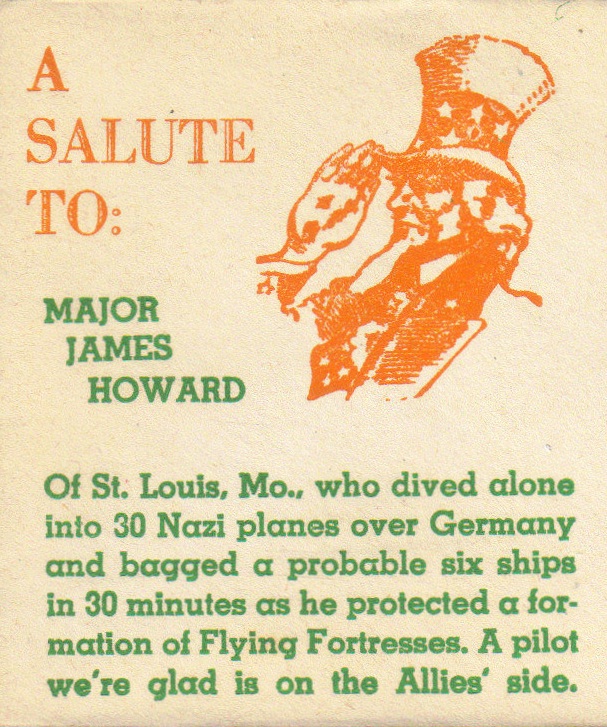 A
SALUTE
TO:
MAJOR
JAMES
HOWARD
Of St. Louis, Mo., who dived alone
into 30 Nazi planes over Germany
and bagged a probable six ships
in 30 minutes as he protected a for-
mation of Flying Fortresses. A pilot
we're glad is on the Allies' side.